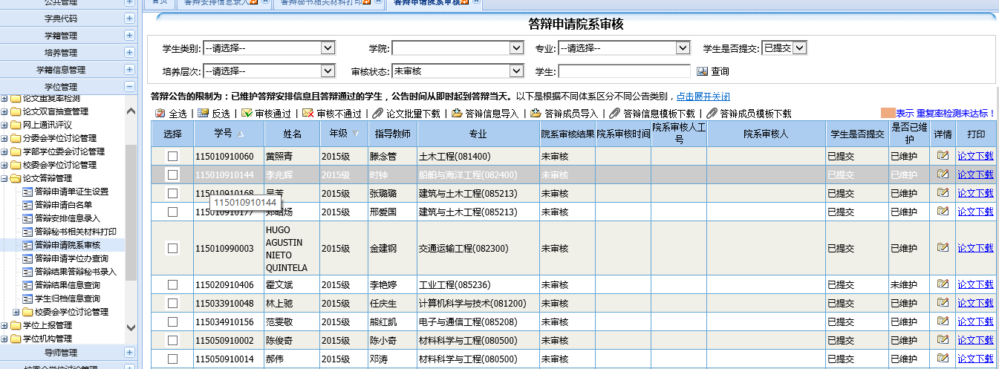 公共管理
字典代码
学籍管理
培养管理
学籍信息管理
学位管理
论文重复率检测
论文双盲抽查管理
网上通讯评议
分委会学位讨论管理
学部学位委会讨论管理
校委会学位讨论管理
论文答辩管理
答辩申请单证生设置
答辩申请白名单
答辩安排信息录入
答辩秘书相关材料打印
答辩申请院系审核
答辩申请学位办查询
答辩结果答辩秘书录入
答辩结果信息查询
学生归档信息查询
校委会学位讨论管理
学位上报管理
学位机构管理
导师管理
校委会学位讨论管理
首页 答辩安排信息录入 答辩秘书相关材料打印 答辩申请院系审核
答辩申请院系审核
学生类别: --请选择-- 学院: 专业: --请选择-- 学生是否提交: 已提交
培养层次: --请选择-- 审核状态: 未审核 学生: 查询
答辩公告的限制为：已维护答辩安排信息且答辩通过的学生，公告时间从即时起到答辩当天。以下是根据不同体系区分不同公告类别，点击展开关闭
全选 | 反选 | 审核通过 | 审核不通过 | 论文批量下载 | 答辩信息导入 | 答辩成员导入 | 答辩信息模板下载 | 答辩成员模板下载 表示 重复率检测未达标！
选择 学号 姓名 年级 指导教师 专业 院系审核结果 院系审核时间 院系审核人工号 院系审核人 学生是否提交 是否已维护 详情 打印
115010910060 黄照青 2015级 滕念管 土木工程(081400) 未审核 已提交 已维护 论文下载
115010910144 李兆辉 2015级 时钟 船舶与海洋工程(082400) 未审核 已提交 已维护 论文下载
115010910168 吴芳 2015级 张璐璐 建筑与土木工程(085213) 未审核 已提交 已维护 论文下载
115010910144
115010910177 郑皓炀 2015级 邢爱国 建筑与土木工程(085213) 未审核 已提交 已维护 论文下载
115010990003 HUGO AGUSTIN NIETO QUINTELA 2015级 金建钢 交通运输工程(082300) 未审核 已提交 已维护 论文下载
115020910406 霍文斌 2015级 李艳婷 工业工程(085236) 未审核 已提交 未维护 论文下载
115033910048 林上驰 2015级 任庆生 计算机科学与技术(081200) 未审核 已提交 已维护 论文下载
115034910156 范雯敬 2015级 熊红凯 电子与通信工程(085208) 未审核 已提交 已维护 论文下载
115050910002 陈俊奇 2015级 陈小奇 材料科学与工程(080500) 未审核 已提交 已维护 论文下载
115050910014 郝伟 2015级 邓涛 材料科学与工程(080500) 未审核 已提交 已维护 论文下载